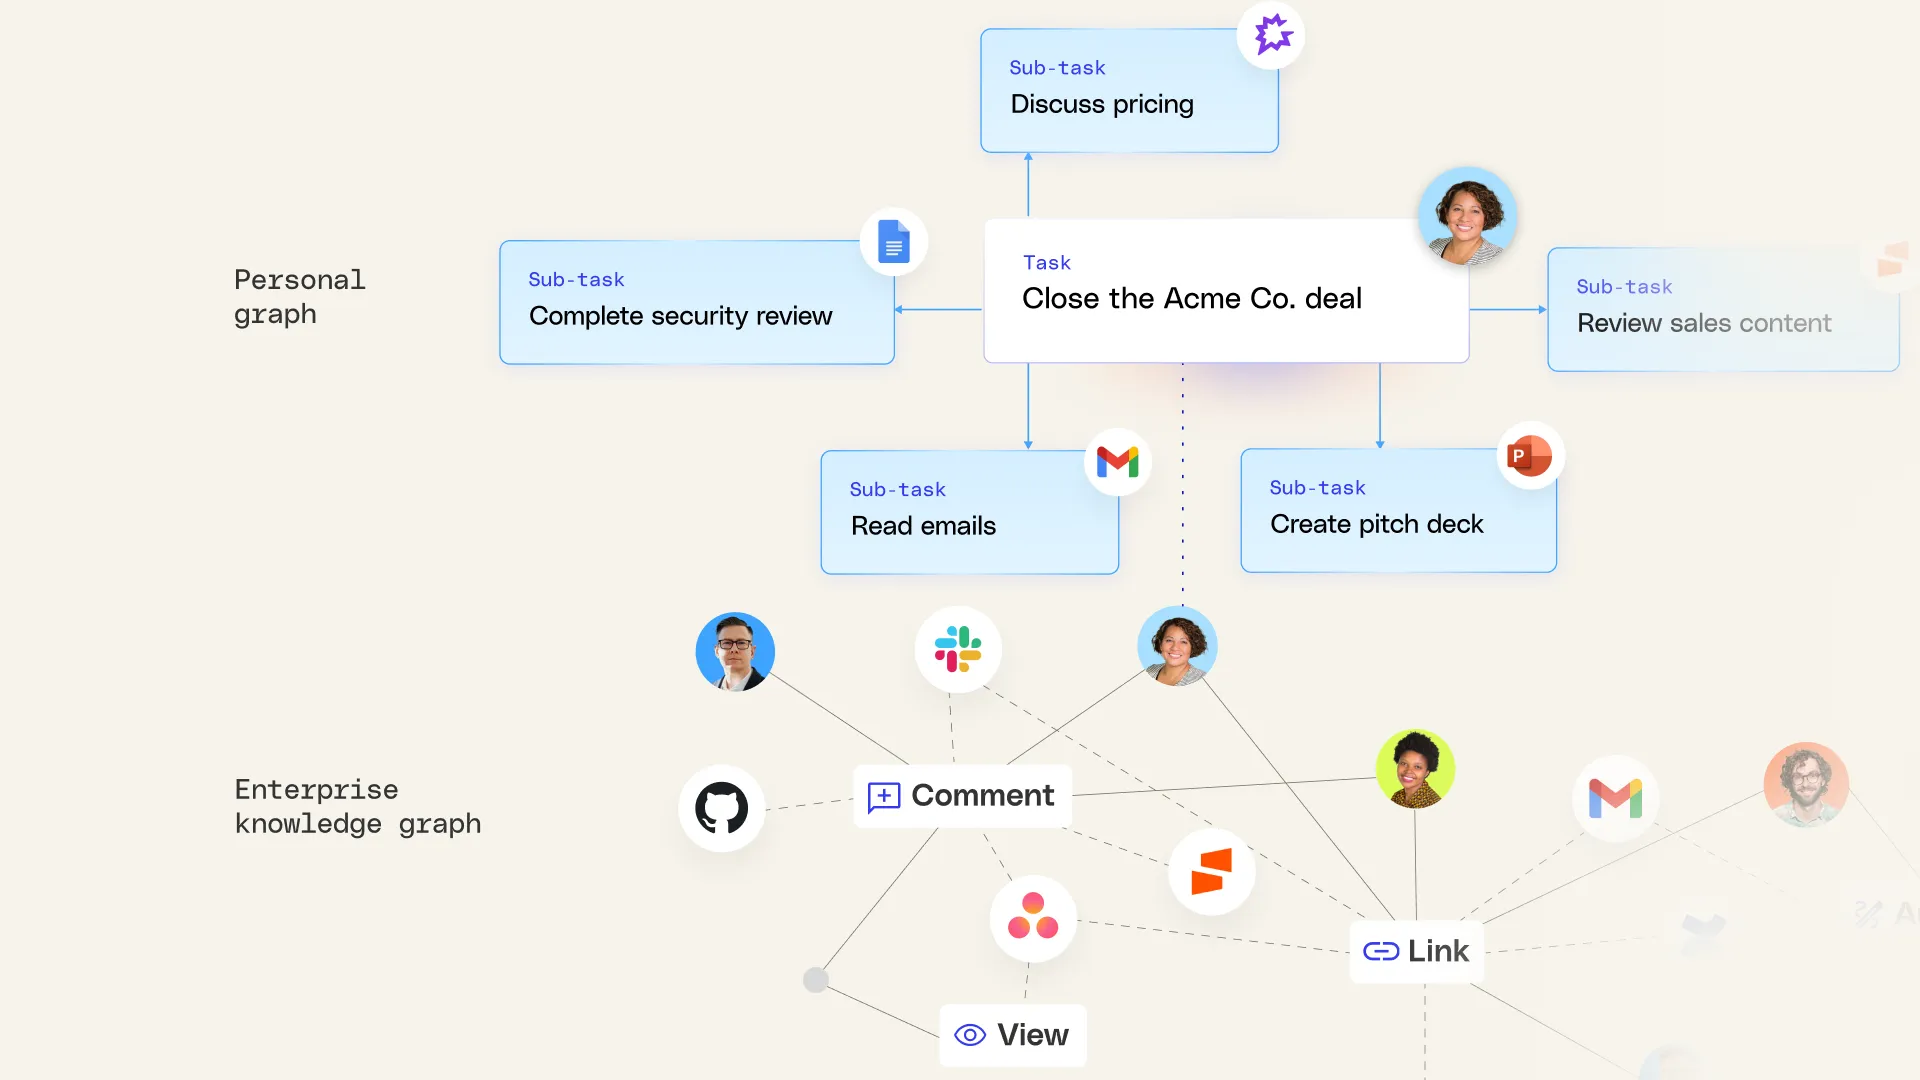 Sub-task
Discuss pricing
Personal
graph
Sub-task
Complete security review
Task
Close the Acme Co. deal
Sub-task
Review sales content
Sub-task
Read emails
P
Sub-task
Create pitch deck
Enterprise
knowledge graph
Comment
Link
View